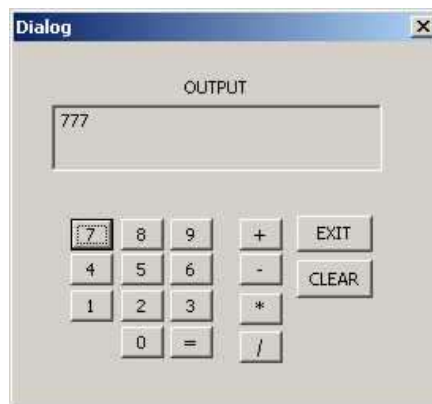 Dialog
OUTPUT
777
7 8 9 + EXIT
4 5 6 - CLEAR
1 2 3 *
0 = /